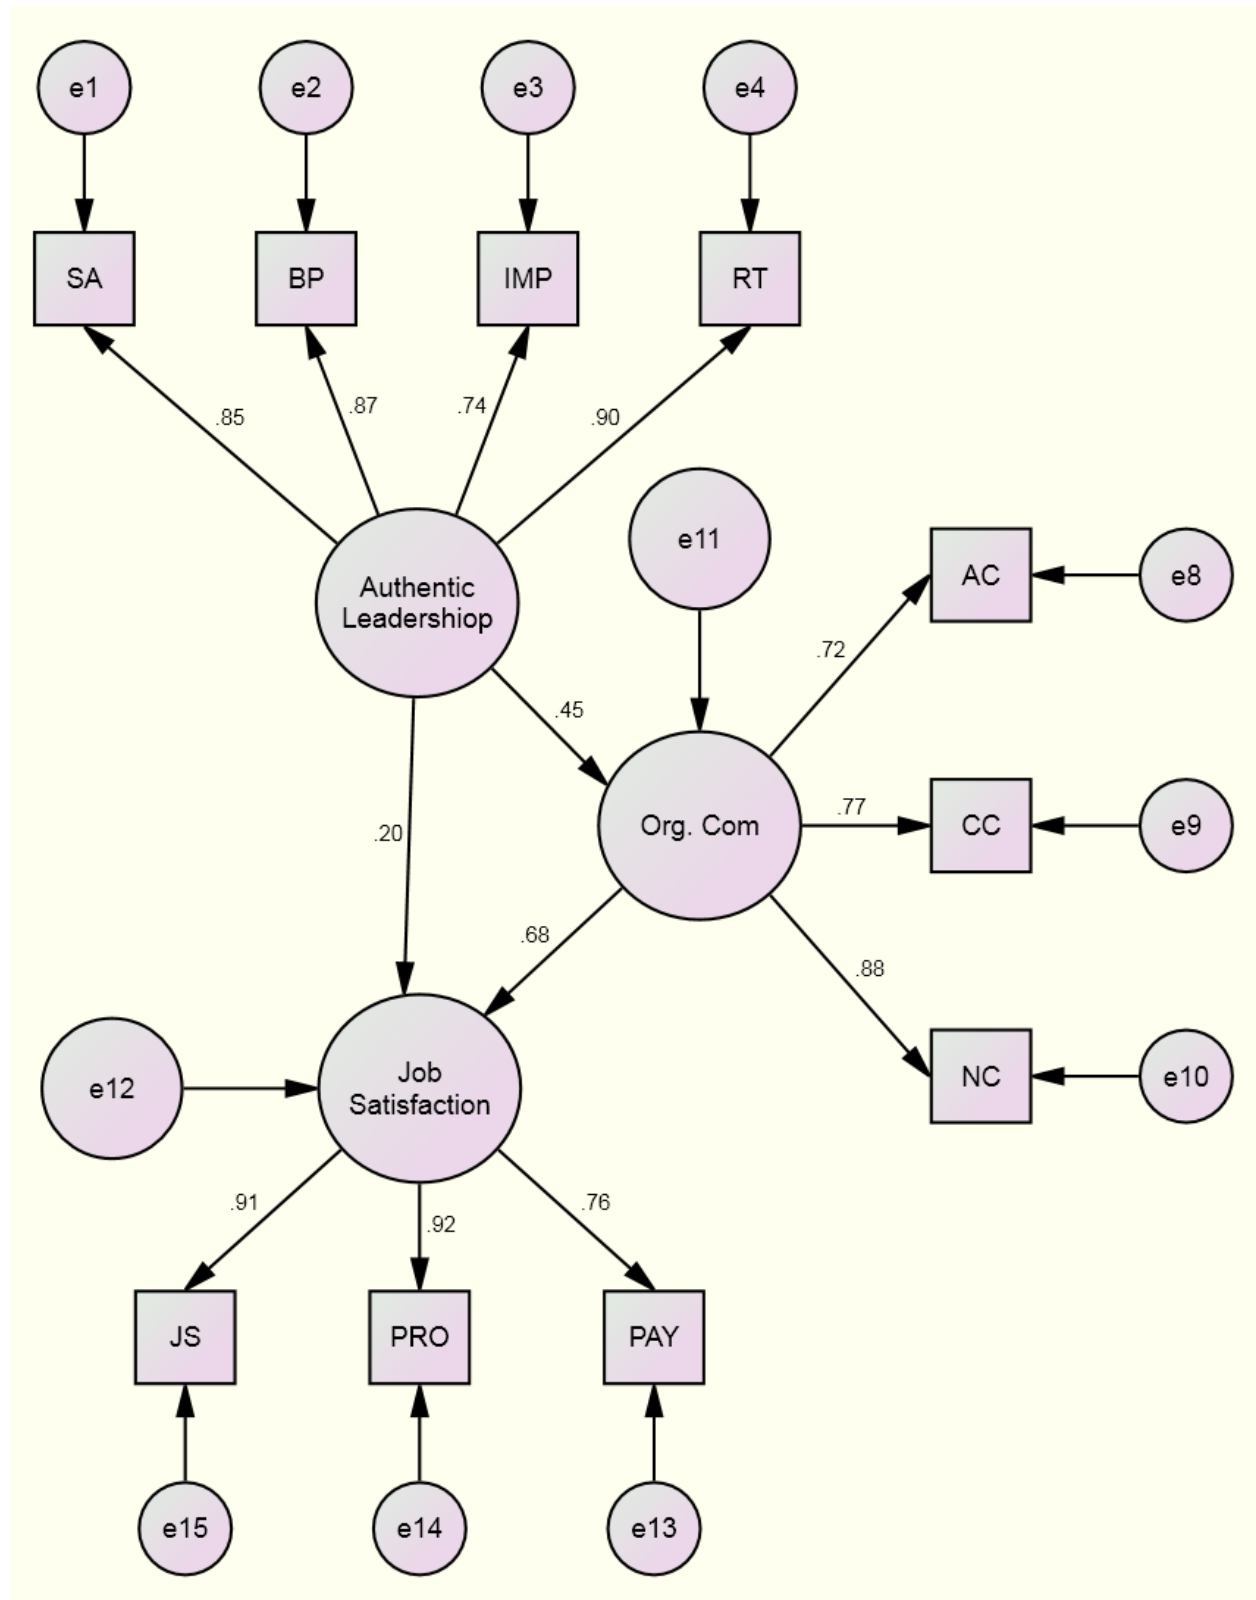 e1
e2
e3
e4
SA
BP
IMP
RT
.85
.87
.74
.90
Authentic
Leadershiop
e11
AC
e8
.72
.45
Org. Com
.77
CC
e9
.20
.68
.88
e12
Job
Satisfaction
NC
e10
.91
.92
.76
JS
PRO
PAY
e15
e14
e13